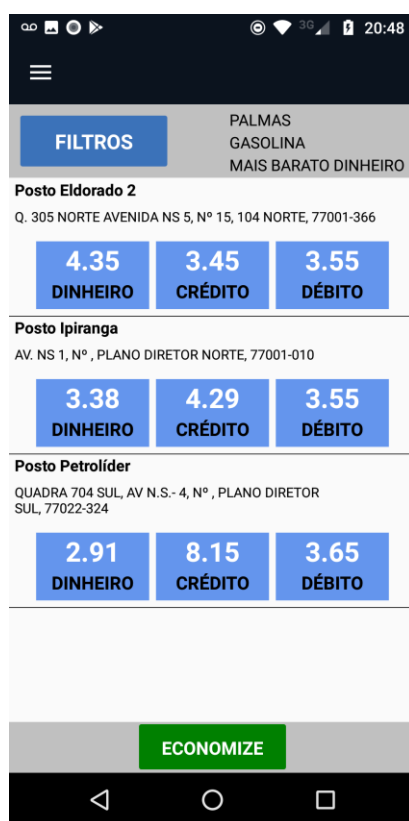 3G 20:48
FILTROS
PALMAS
GASOLINA
MAIS BARATO DINHEIRO
Posto Eldorado 2
Q. 305 NORTE AVENIDA NS 5, Nº 15, 104 NORTE, 77001-366
4.35 3.45 3.55
DINHEIRO CRÉDITO DÉBITO
Posto Ipiranga
AV. NS 1, Nº , PLANO DIRETOR NORTE, 77001-010
3.38 4.29 3.55
DINHEIRO CRÉDITO DÉBITO
Posto Petrolíder
QUADRA 704 SUL, AV N.S.- 4, Nº , PLANO DIRETOR
SUL, 77022-324
2.91 8.15 3.65
DINHEIRO CRÉDITO DÉBITO
ECONOMIZE